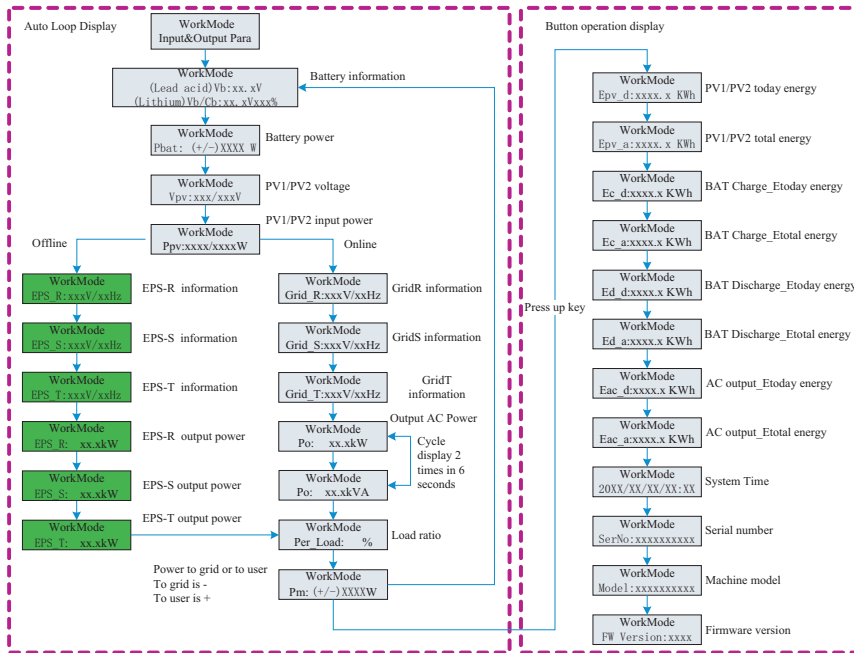 Auto Loop Display
WorkMode
Input&Output Para
WorkMode
(Lead acid)Vb:xx.xV
(Lithium)Vb/Cb:xx.xVxxx%
Battery information
WorkMode
Pbat: (+/-)XXXX W
Battery power
WorkMode
Vpv:xxx/xxxV
PV1/PV2 voltage
WorkMode
Ppv:xxxx/xxxxW
PV1/PV2 input power
Offline
Online
WorkMode
EPS_R:xxxV/xxHz
EPS-R information
WorkMode
EPS_S:xxxV/xxHz
EPS-S information
WorkMode
EPS_T:xxxV/xxHz
EPS-T information
WorkMode
EPS_R: xx.xkW
EPS-R output power
WorkMode
EPS_S: xx.xkW
EPS-S output power
WorkMode
EPS_T: xx.xkW
EPS-T output power
WorkMode
Grid_R:xxxV/xxHz
GridR information
WorkMode
Grid_S:xxxV/xxHz
GridS information
WorkMode
Grid_T:xxxV/xxHz
GridT
information
Output AC Power
WorkMode
Po: xx.xkW
Cycle
display 2
times in 6
seconds
WorkMode
Po: xx.xkVA
WorkMode
Per_Load: %
Load ratio
Power to grid or to user
To grid is -
To user is +
WorkMode
Pm: (+/-)XXXXW
Button operation display
Press up key
WorkMode
Epv_d:xxxx.x KWh
PV1/PV2 today energy
WorkMode
Epv_a:xxxx.x KWh
PV1/PV2 total energy
WorkMode
Ec_d:xxxx.x KWh
BAT Charge_Etoday energy
WorkMode
Ec_a:xxxx.x KWh
BAT Charge_Etotal energy
WorkMode
Ed_d:xxxx.x KWh
BAT Discharge_Etoday energy
WorkMode
Ed_a:xxxx.x KWh
BAT Discharge_Etotal energy
WorkMode
Eac_d:xxxx.x KWh
AC output_Etoday energy
WorkMode
Eac_a:xxxx.x KWh
AC output_Etotal energy
WorkMode
20XX/XX/XX/XX:XX
System Time
WorkMode
SerNo:xxxxxxxxxx
Serial number
WorkMode
Model:xxxxxxxxxx
Machine model
WorkMode
FW Version:xxxx
Firmware version